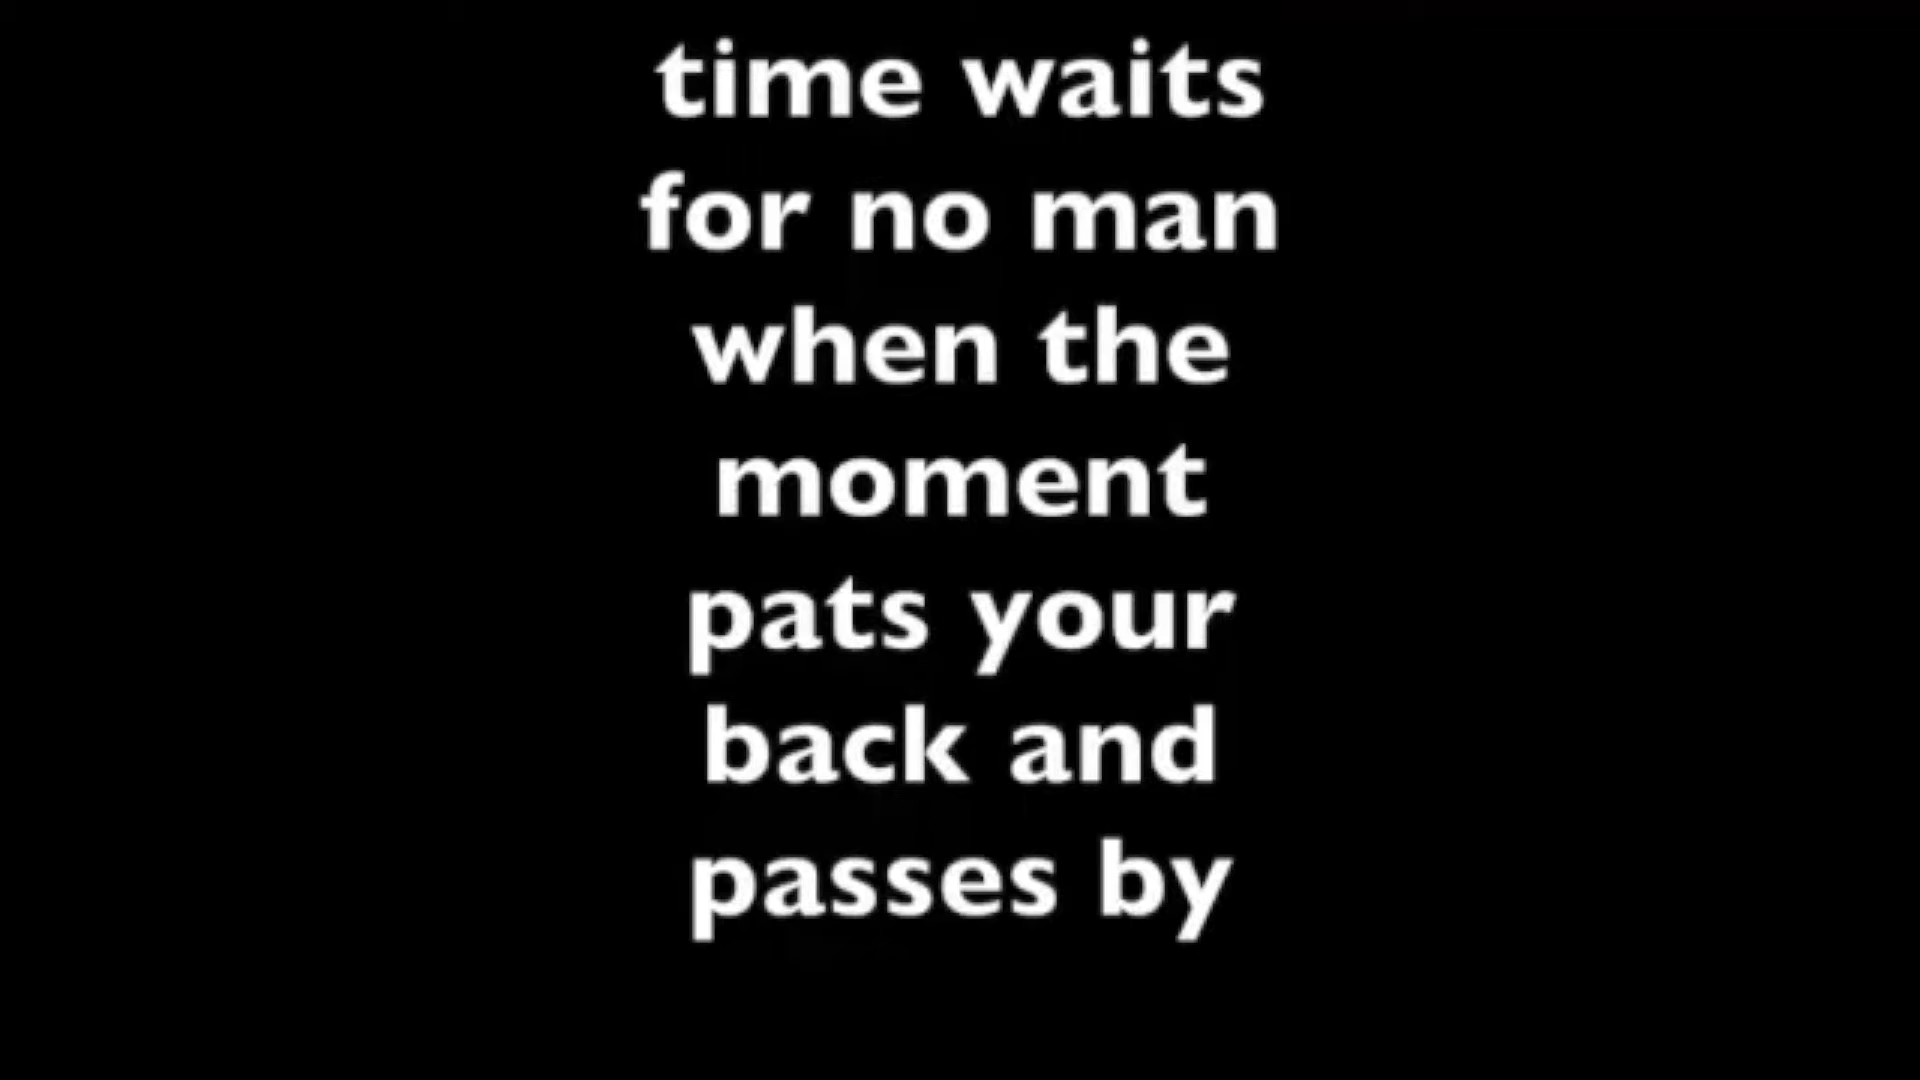 time waits
for no man
when the
moment
pats your
back and
passes by